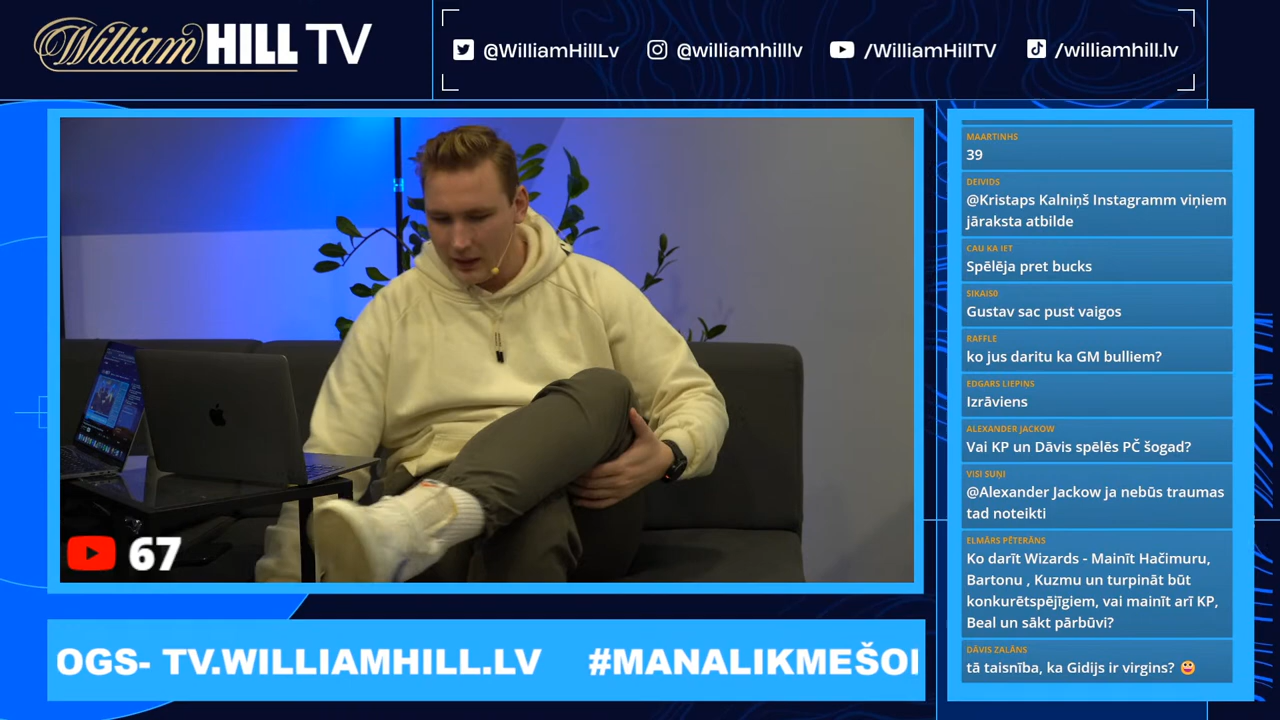 William HILL TV
@WilliamHillLv
@williamhilllv
/WilliamHillTV
/williamhill.lv
67
MAARTINHS
39
DEIVIDS
@Kristaps Kalniņš Instagramm viņiem
jāraksta atbilde
CAU KA IET
Spēlēja pret bucks
SIKAIS0
Gustav sac pust vaigos
RAFFLE
ko jus daritu ka GM bulliem?
EDGARS LIEPINS
Izrāviens
ALEXANDER JACKOW
Vai KP un Dāvis spēlēs PČ šogad?
VISI SUŅI
@Alexander Jackow ja nebūs traumas
tad noteikti
ELMĀRS PĒTERĀNS
Ko darīt Wizards - Mainīt Hačimuru,
Bartonu , Kuzmu un turpināt būt
konkurētspējīgiem, vai mainīt arī KP,
Beal un sākt pārbūvi?
DĀVIS ZALĀNS
tā taisnība, ka Gidijs ir virgins? 😀
OGS- TV.WILLIAMHILL.LV #MANALIKMEŠOI